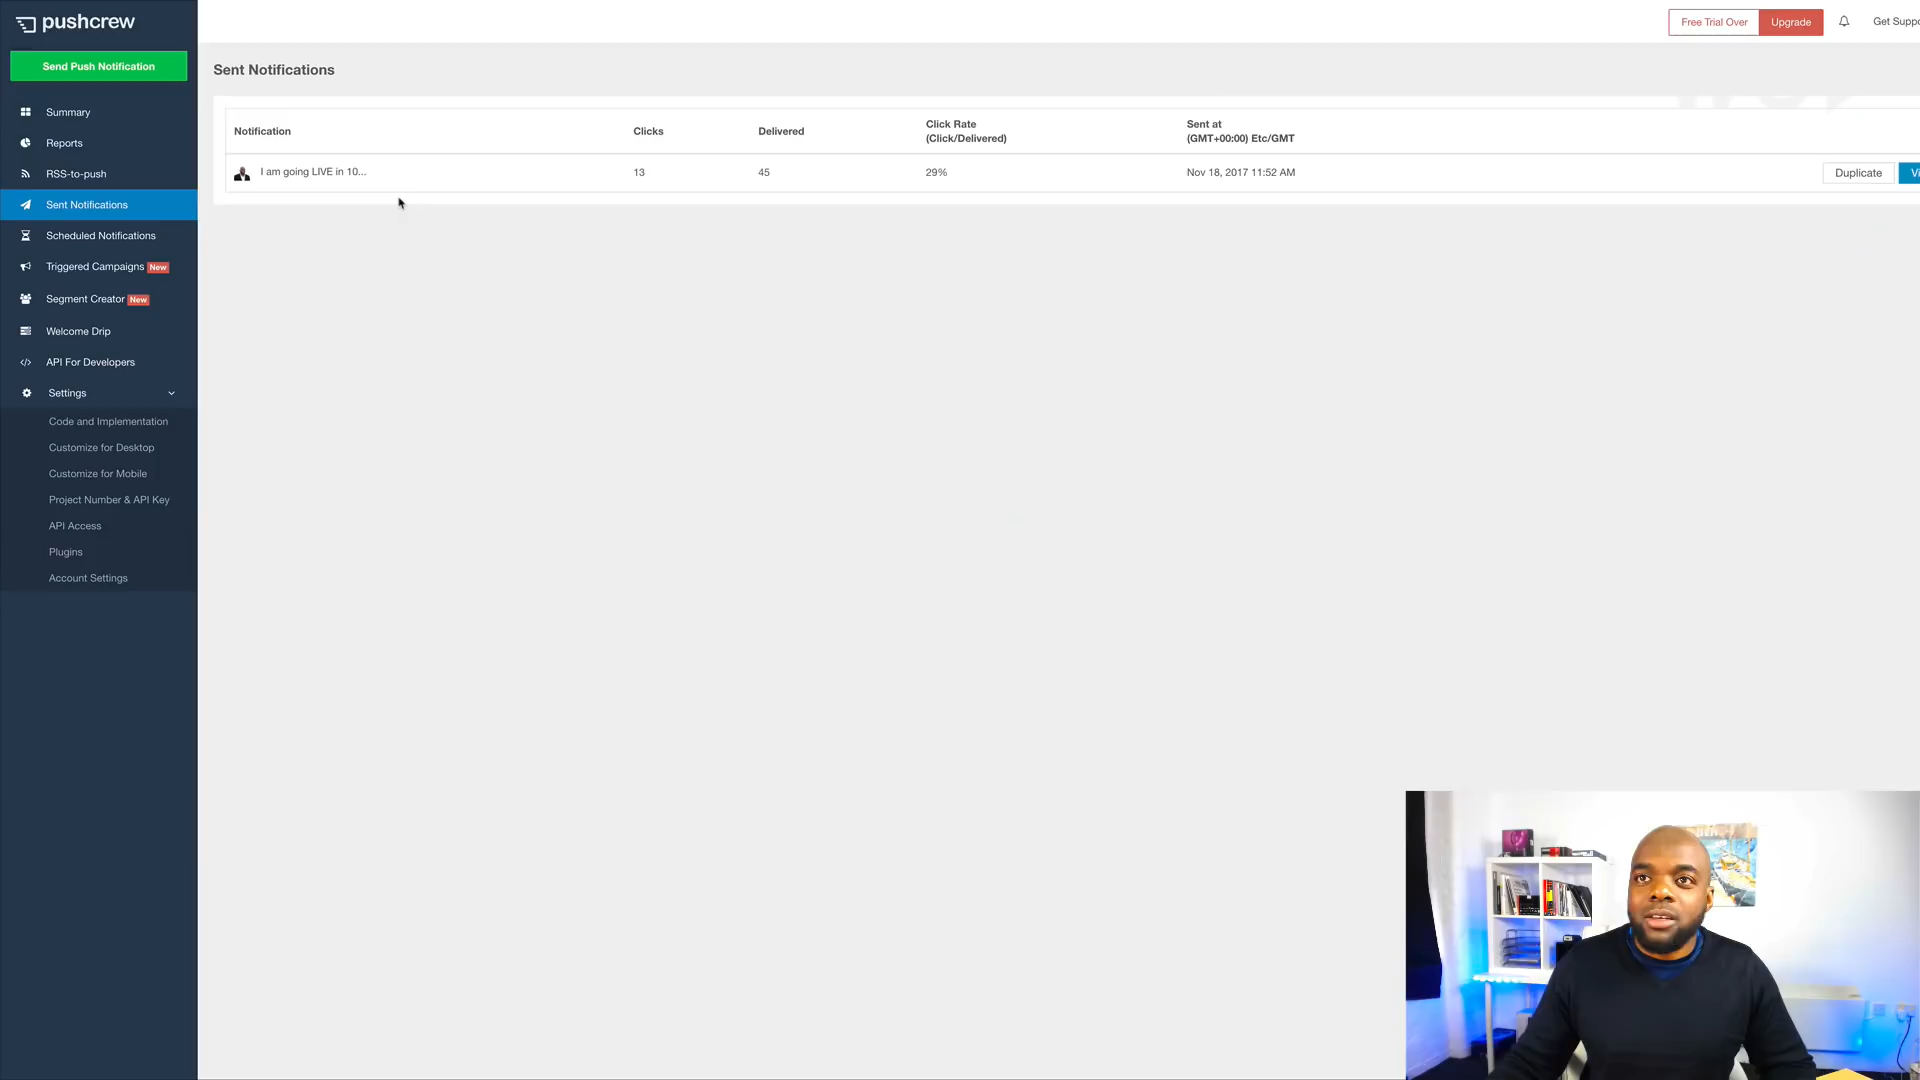 pushcrew
Free Trial Over
Upgrade
Get Suppo
Send Push Notification
Summary
Reports
RSS-to-push
Sent Notifications
Scheduled Notifications
Triggered Campaigns New
Segment Creator New
Welcome Drip
API For Developers
Settings
Code and Implementation
Customize for Desktop
Customize for Mobile
Project Number & API Key
API Access
Plugins
Account Settings
Sent Notifications
Notification
Clicks
Delivered
Click Rate
(Click/Delivered)
Sent at
(GMT+00:00) Etc/GMT
I am going LIVE in 10...
13
45
29%
Nov 18, 2017 11:52 AM
Duplicate
Vi